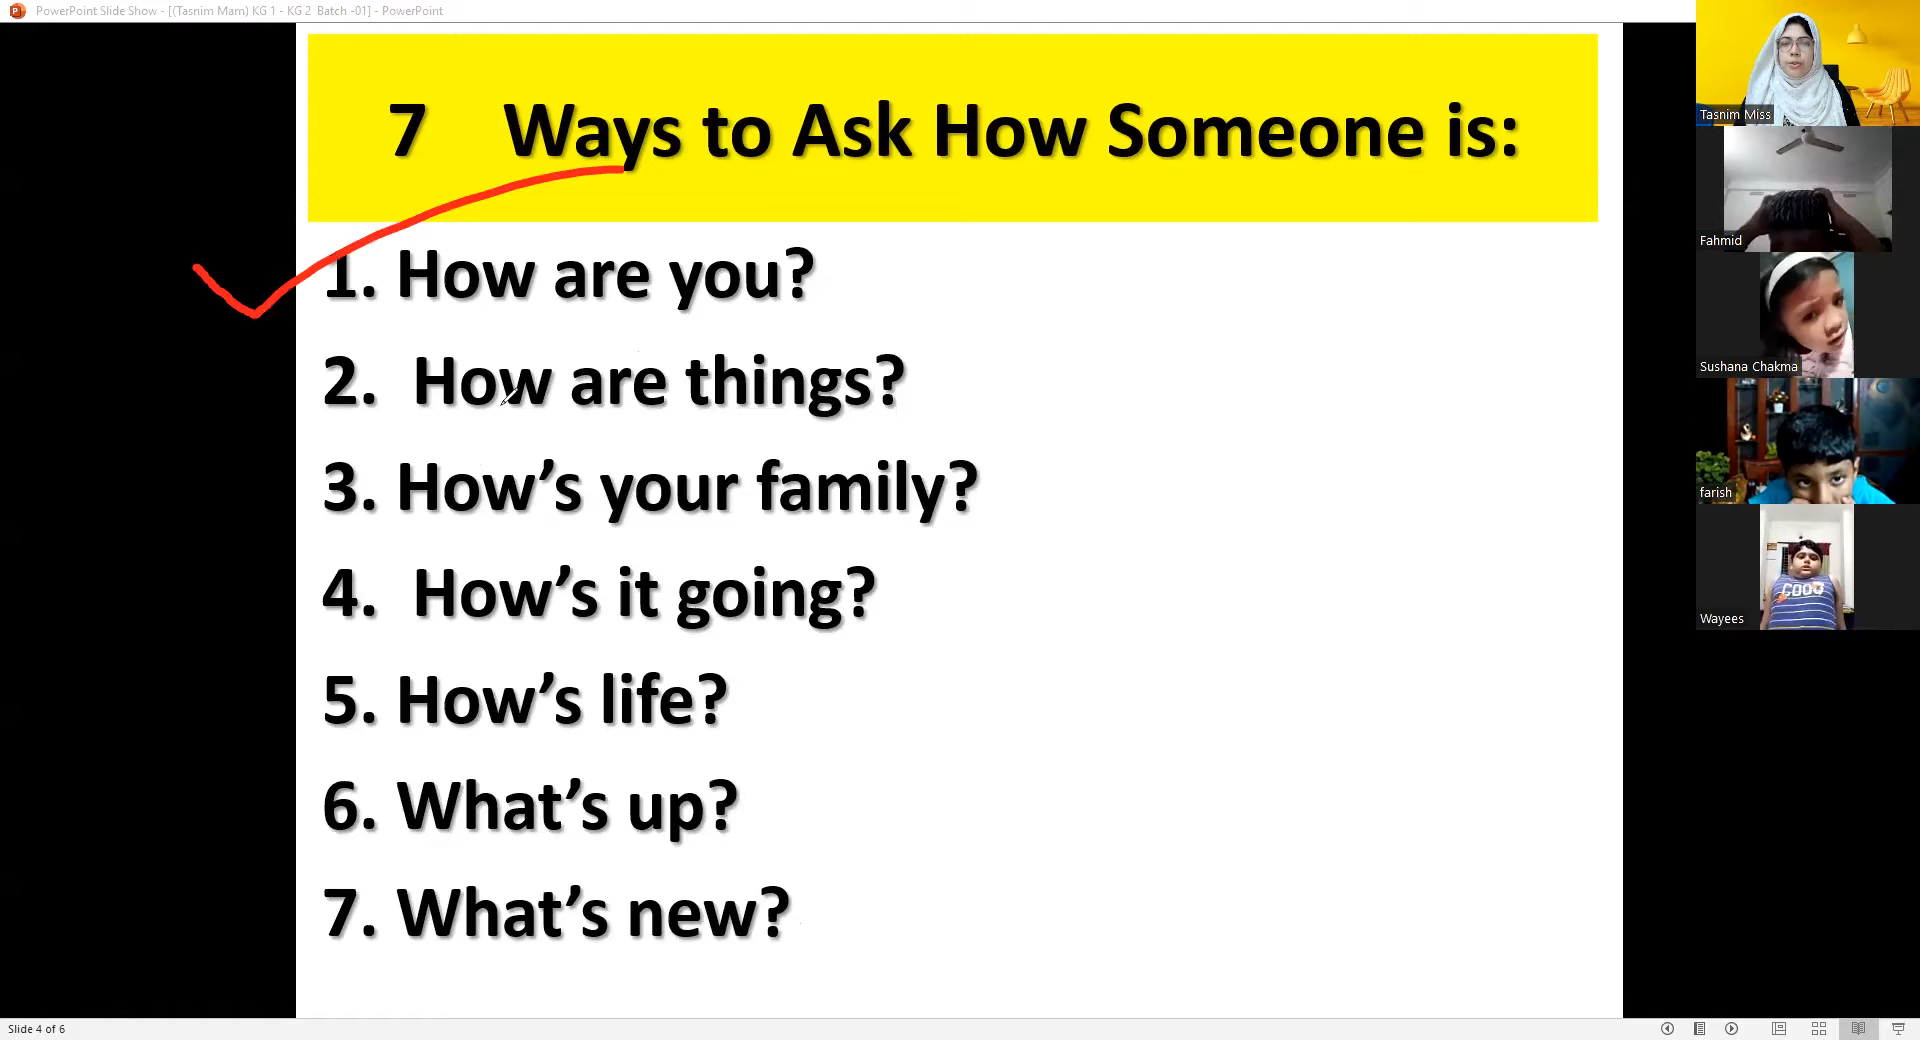 PowerPoint Slide Show - [(Tasnim Mam) KG 1 - KG 2 Batch -01] - PowerPoint
7 Ways to Ask How Someone is:
1. How are you?
2. How are things?
3. How’s your family?
4. How’s it going?
5. How’s life?
6. What’s up?
7. What’s new?
Tasnim Miss
Fahmid
Sushana Chakma
farish
COOL
Wayees
Slide 4 of 6